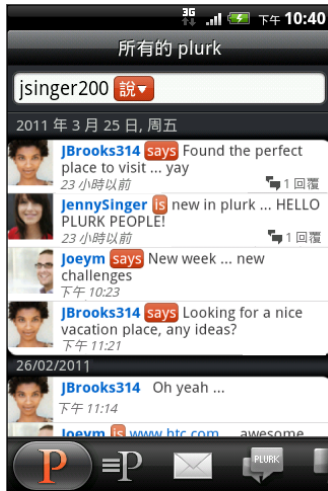 3G 下午 10:40
所有的 plurk
jsinger200 說
2011 年 3 月 25 日, 周五
JBrooks314 says Found the perfect
place to visit ... yay
23 小時以前 1 回覆
JennySinger is new in plurk ... HELLO
PLURK PEOPLE!
23 小時以前 1 回覆
Joeym says New week ... new
challenges
下午 10:23
JBrooks314 says Looking for a nice
vacation place, any ideas?
下午 11:21
26/02/2011
JBrooks314 Oh yeah ...
下午 11:14
Joeym is www.htc.com ... awesome
P P PLURK